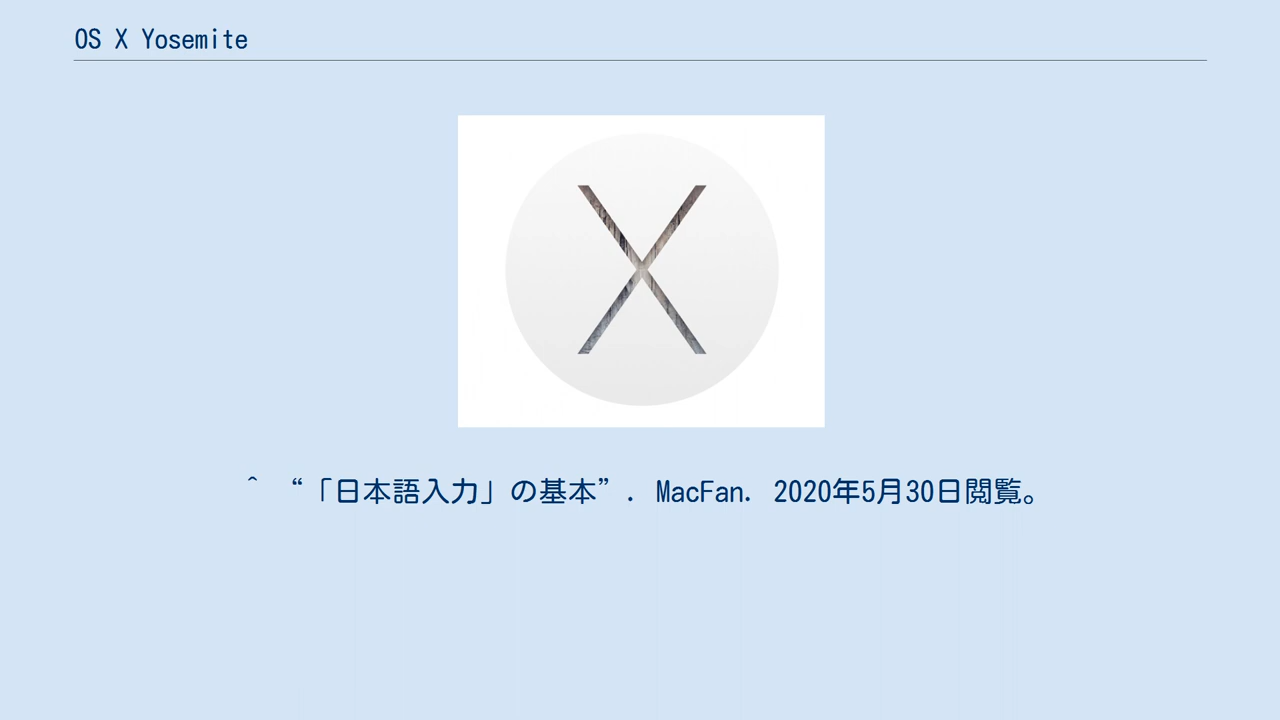 OS X Yosemite
X
^ “「日本語入力」の基本”. MacFan. 2020年5月30日閲覧。